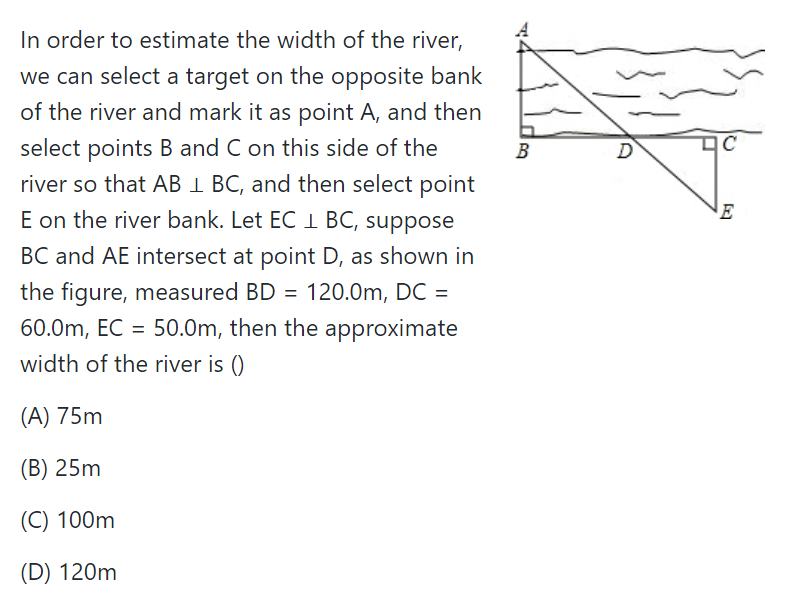 In order to estimate the width of the river,
we can select a target on the opposite bank
of the river and mark it as point A, and then
select points B and C on this side of the
river so that AB ⊥ BC, and then select point
E on the river bank. Let EC ⊥ BC, suppose
BC and AE intersect at point D, as shown in
the figure, measured BD = 120.0m, DC =
60.0m, EC = 50.0m, then the approximate
width of the river is ()
(A) 75m
(B) 25m
(C) 100m
(D) 120m
A
B
D
C
E